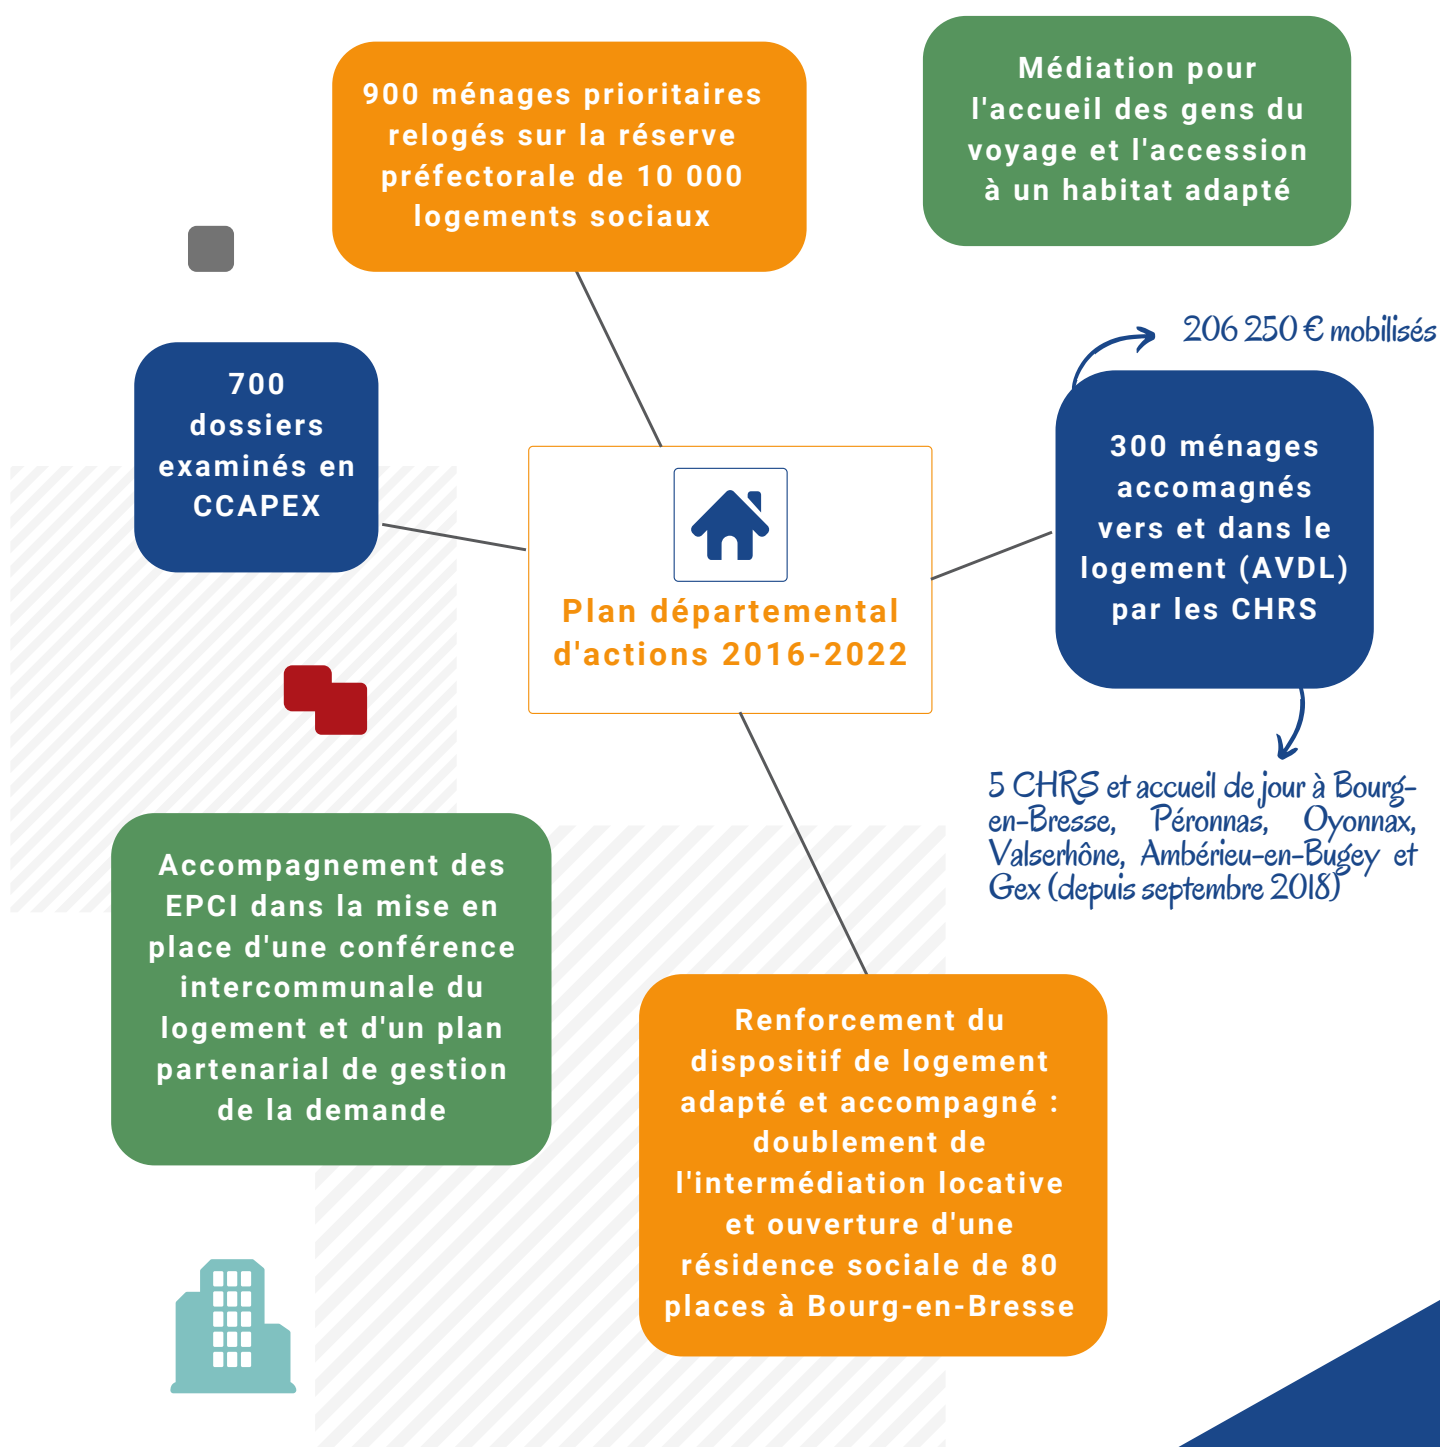 900 ménages prioritaires
relogés sur la réserve
préfectorale de 10 000
logements sociaux
Médiation pour
l'accueil des gens du
voyage et l'accession
à un habitat adapté
206 250 € mobilisés
700
dossiers
examinés en
CCAPEX
300 ménages
accomagnés
vers et dans le
logement (AVDL)
par les CHRS
Plan départemental
d'actions 2016-2022
5 CHRS et accueil de jour à Bourg-
en-Bresse, Péronnas, Oyonnax,
Valserhône, Ambérieu-en-Bugey et
Gex (depuis septembre 2018)
Accompagnement des
EPCI dans la mise en
place d'une conférence
intercommunale du
logement et d'un plan
partenarial de gestion
de la demande
Renforcement du
dispositif de logement
adapté et accompagné :
doublement de
l'intermédiation locative
et ouverture d'une
résidence sociale de 80
places à Bourg-en-Bresse